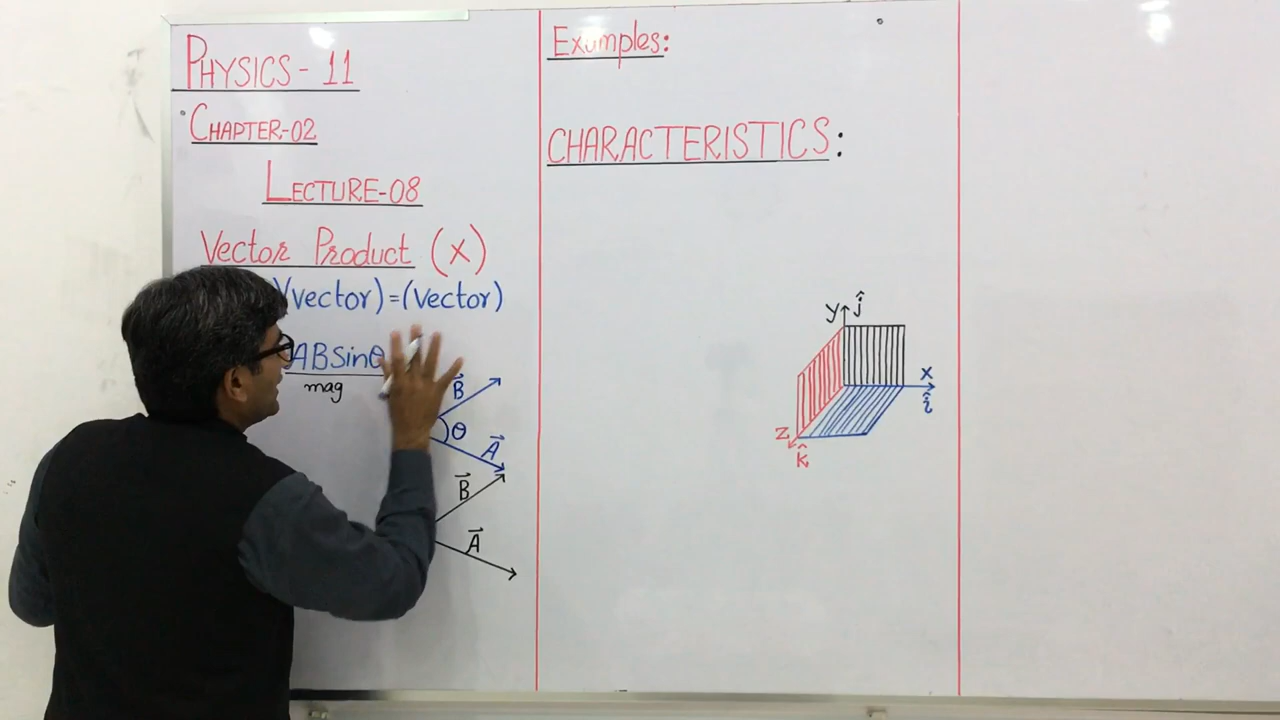 PHYSICS - 11
CHAPTER-02
LECTURE-08
Vector Product (x)
(vector) = (vector)
ABSinθ
mag
B
θ
A
B
A
Examples:
CHARACTERISTICS:
y ĵ
x
î
z
k̂